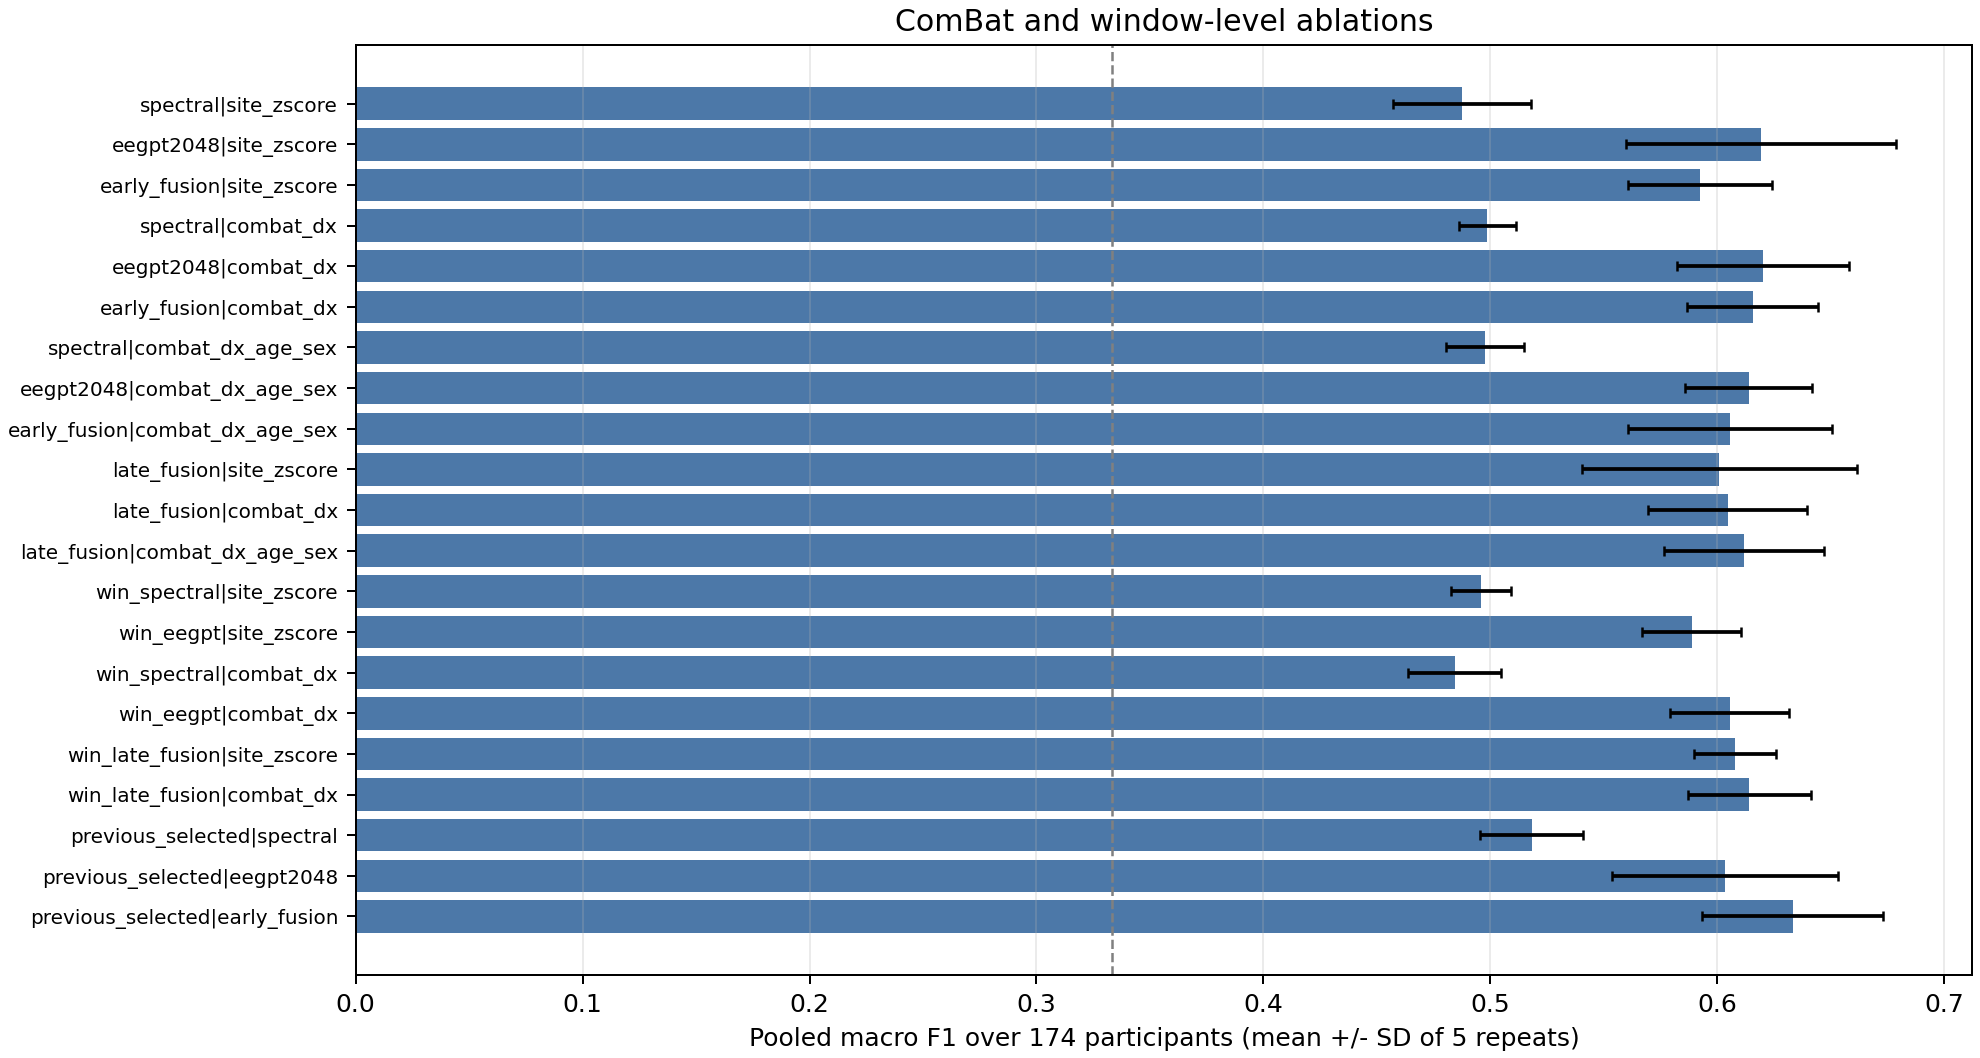 ComBat and window-level ablations
spectral|site_zscore
eegpt2048|site_zscore
early_fusion|site_zscore
spectral|combat_dx
eegpt2048|combat_dx
early_fusion|combat_dx
spectral|combat_dx_age_sex
eegpt2048|combat_dx_age_sex
early_fusion|combat_dx_age_sex
late_fusion|site_zscore
late_fusion|combat_dx
late_fusion|combat_dx_age_sex
win_spectral|site_zscore
win_eegpt|site_zscore
win_spectral|combat_dx
win_eegpt|combat_dx
win_late_fusion|site_zscore
win_late_fusion|combat_dx
previous_selected|spectral
previous_selected|eegpt2048
previous_selected|early_fusion
0.0 0.1 0.2 0.3 0.4 0.5 0.6 0.7
Pooled macro F1 over 174 participants (mean +/- SD of 5 repeats)